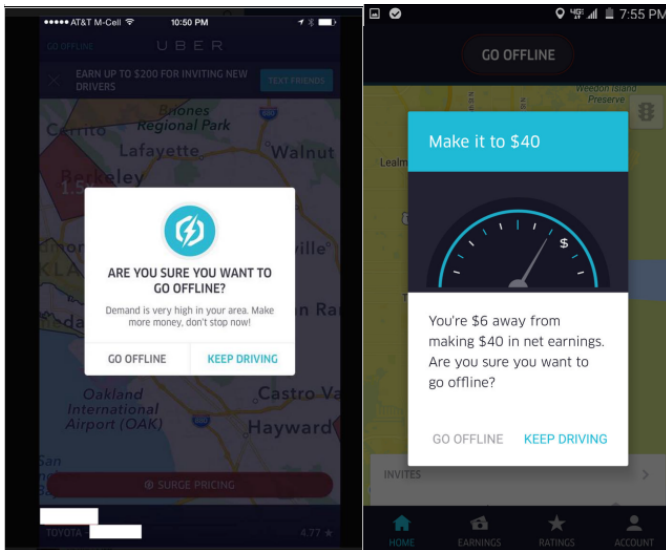 AT&T M-Cell 10:50 PM
GO OFFLINE UBER
EARN UP TO $200 FOR INVITING NEW
DRIVERS
TEXT FRIENDS
Briones
Regional Park
Cerrito
Lafayette
Walnut
Berkeley
ARE YOU SURE YOU WANT TO
GO OFFLINE?
Demand is very high in your area. Make
more money, don't stop now!
GO OFFLINE KEEP DRIVING
Oakland
International
Airport (OAK)
Castro Va
Hayward
San
SURGE PRICING
TOYOTA - 4.77 ★
4G 7:55 PM
GO OFFLINE
Weedon Island
Preserve
Lealm
Make it to $40
$
You're $6 away from
making $40 in net earnings.
Are you sure you want to
go offline?
GO OFFLINE KEEP DRIVING
INVITES
HOME EARNINGS RATINGS ACCOUNT